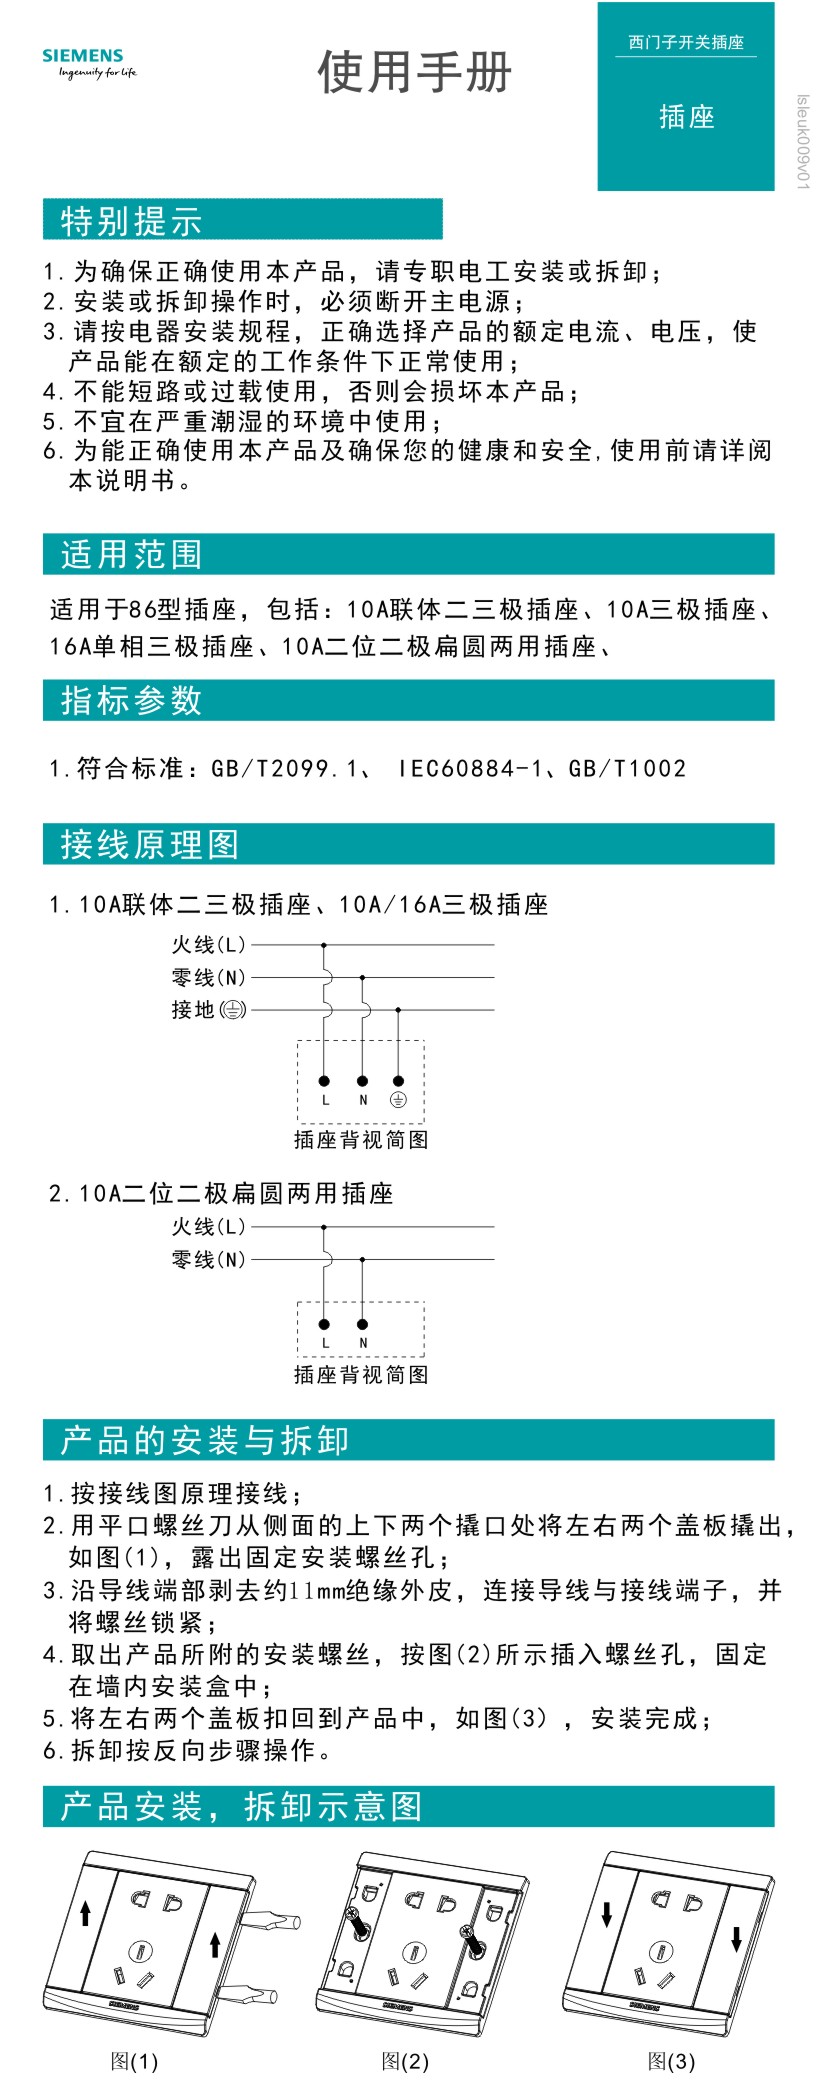 SIEMENS
Ingenuity for life
使用手册
西门子开关插座
插座
lsleuk009v01
特别提示
1.为确保正确使用本产品，请专职电工安装或拆卸；
2.安装或拆卸操作时，必须断开主电源；
3.请按电器安装规程，正确选择产品的额定电流、电压，使
产品能在额定的工作条件下正常使用；
4.不能短路或过载使用，否则会损坏本产品；
5.不宜在严重潮湿的环境中使用；
6.为能正确使用本产品及确保您的健康和安全,使用前请详阅
本说明书。
适用范围
适用于86型插座，包括：10A联体二三极插座、10A三极插座、
16A单相三极插座、10A二位二极扁圆两用插座、
指标参数
1.符合标准：GB/T2099.1、 IEC60884-1、GB/T1002
接线原理图
1.10A联体二三极插座、10A/16A三极插座
火线(L)
零线(N)
接地(⏚)
L N ⏚
插座背视简图
2.10A二位二极扁圆两用插座
火线(L)
零线(N)
L N
插座背视简图
产品的安装与拆卸
1.按接线图原理接线；
2.用平口螺丝刀从侧面的上下两个撬口处将左右两个盖板撬出，
如图(1)，露出固定安装螺丝孔；
3.沿导线端部剥去约11mm绝缘外皮，连接导线与接线端子，并
将螺丝锁紧；
4.取出产品所附的安装螺丝，按图(2)所示插入螺丝孔，固定
在墙内安装盒中；
5.将左右两个盖板扣回到产品中，如图(3)，安装完成；
6.拆卸按反向步骤操作。
产品安装，拆卸示意图
SIEMENS
SIEMENS
SIEMENS
图(1)
图(2)
图(3)